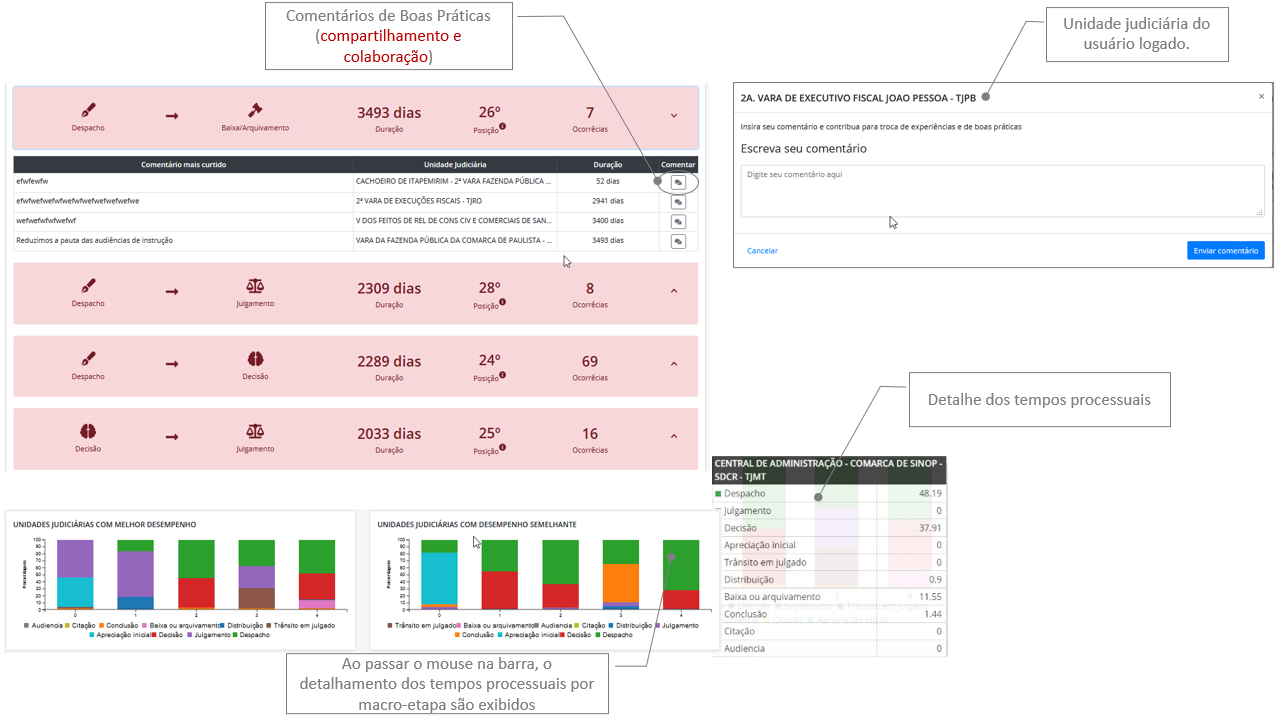 Comentários de Boas Práticas
(compartilhamento e
colaboração)
Unidade judiciária do
usuário logado.
Despacho
Baixa/Arquivamento
3493 dias
Duração
26º
Posição
7
Ocorrêcias
Comentário mais curtido Unidade Judiciária Duração Comentar
efwfewfw CACHOEIRO DE ITAPEMIRIM - 2ª VARA FAZENDA PÚBLICA ... 52 dias
efwfwefwefwfwefwfwefwefwefwefwe 2ª VARA DE EXECUÇÕES FISCAIS - TJRO 2941 dias
wefwefwfwfwefwf V DOS FEITOS DE REL DE CONS CIV E COMERCIAIS DE SAN... 3400 dias
Reduzimos a pauta das audiências de instrução VARA DA FAZENDA PÚBLICA DA COMARCA DE PAULISTA - ... 3493 dias
Despacho
Julgamento
2309 dias
Duração
28º
Posição
8
Ocorrêcias
Despacho
Decisão
2289 dias
Duração
24º
Posição
69
Ocorrêcias
Decisão
Julgamento
2033 dias
Duração
25º
Posição
16
Ocorrêcias
2A. VARA DE EXECUTIVO FISCAL JOAO PESSOA - TJPB ×
Insira seu comentário e contribua para troca de experiências e de boas práticas
Escreva seu comentário
Digite seu comentário aqui
Cancelar Enviar comentário
Detalhe dos tempos processuais
CENTRAL DE ADMINISTRAÇÃO - COMARCA DE SINOP -
SDCR - TJMT
Despacho 48.19
Julgamento 0
Decisão 37.91
Apreciação inicial 0
Trânsito em julgado 0
Distribuição 0.9
Baixa ou arquivamento 11.55
Conclusão 1.44
Citação 0
Audiencia 0
UNIDADES JUDICIÁRIAS COM MELHOR DESEMPENHO
Porcentagem
100
90
80
70
60
50
40
30
20
10
0
0 1 2 3 4
Audiencia Citação Conclusão Baixa ou arquivamento Distribuição Trânsito em julgado
Apreciação inicial Decisão Julgamento Despacho
UNIDADES JUDICIÁRIAS COM DESEMPENHO SEMELHANTE
Porcentagem
100
90
80
70
60
50
40
30
20
10
0
0 1 2 3 4
Trânsito em julgado Baixa ou arquivamento Audiencia Citação Distribuição Julgamento
Conclusão Apreciação inicial Decisão Despacho
Ao passar o mouse na barra, o
detalhamento dos tempos processuais por
macro-etapa são exibidos